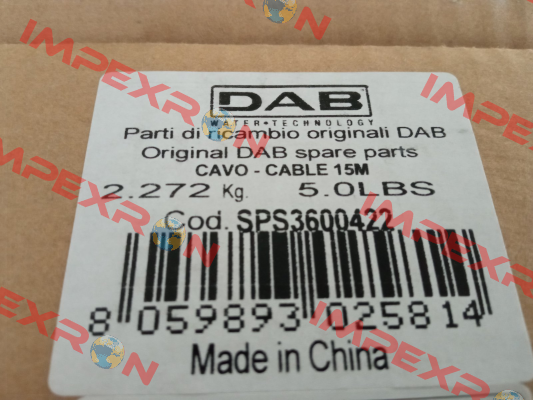 DAB
WATER • TECHNOLOGY
Parti di ricambio originali DAB
Original DAB spare parts
CAVO - CABLE 15M
2.272 Kg. 5.0LBS
Cod. SPS3600422
8 059893 025814
Made in China
IMPEXRON
IMPEXRON
IMPEXRON
IMPEXRON
IMPEXRON